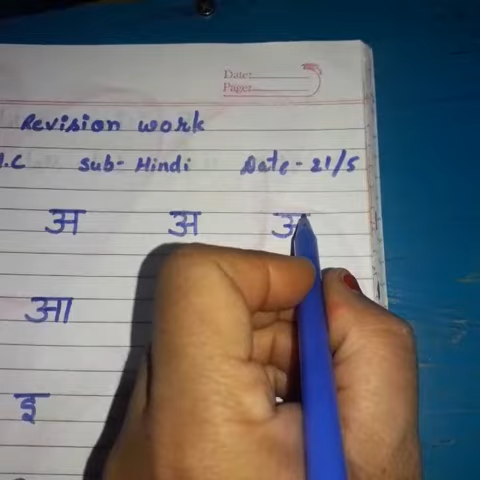 Date:
Page:
Revision work
.C Sub- Hindi Date- 21/5
अ अ अ
आ
इ